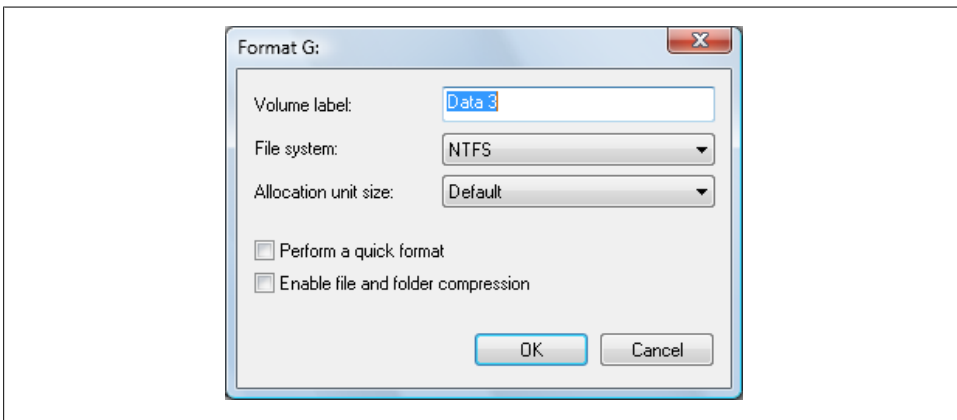 Format G:
Volume label: Data 3
File system: NTFS
Allocation unit size: Default
Perform a quick format
Enable file and folder compression
OK Cancel